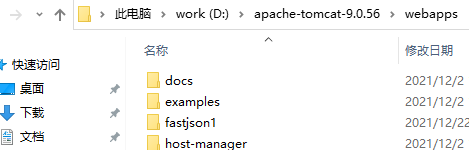 此电脑 > work (D:) > apache-tomcat-9.0.56 > webapps
名称 修改日期
快速访问
docs 2021/12/2
桌面
examples 2021/12/2
下载
fastjson1 2021/12/22
文档
host-manager 2021/12/2